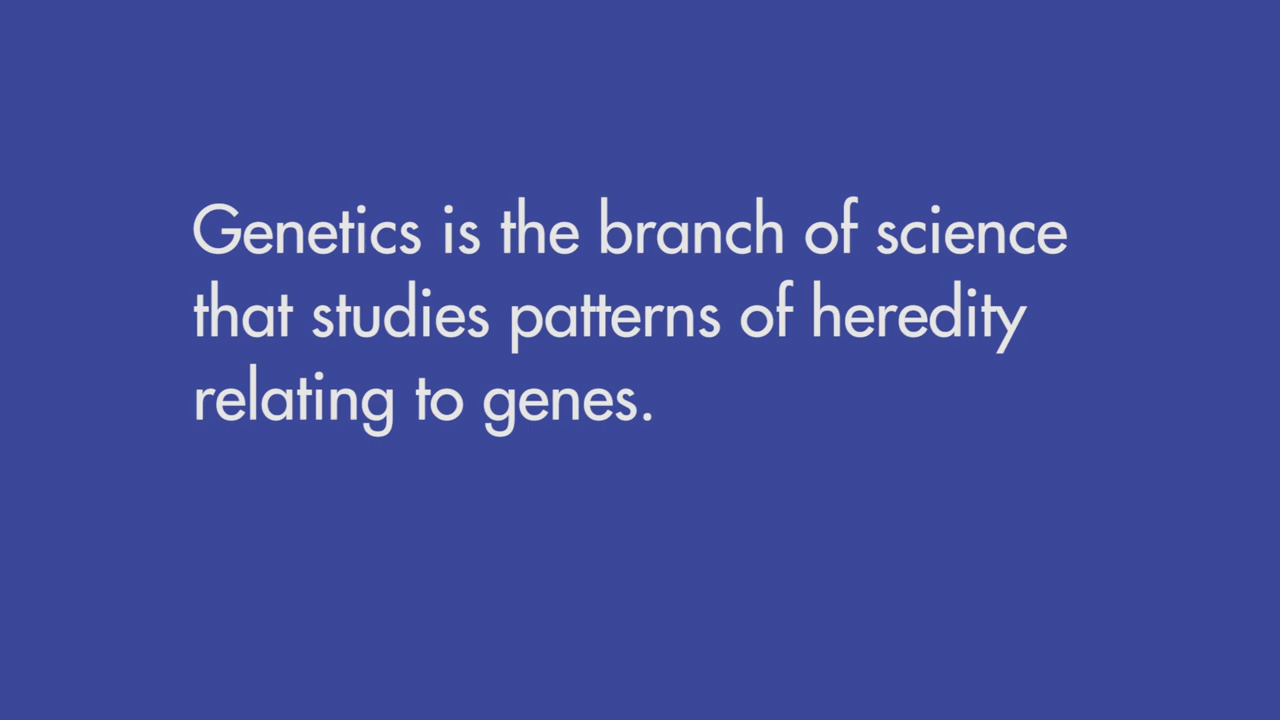 Genetics is the branch of science
that studies patterns of heredity
relating to genes.